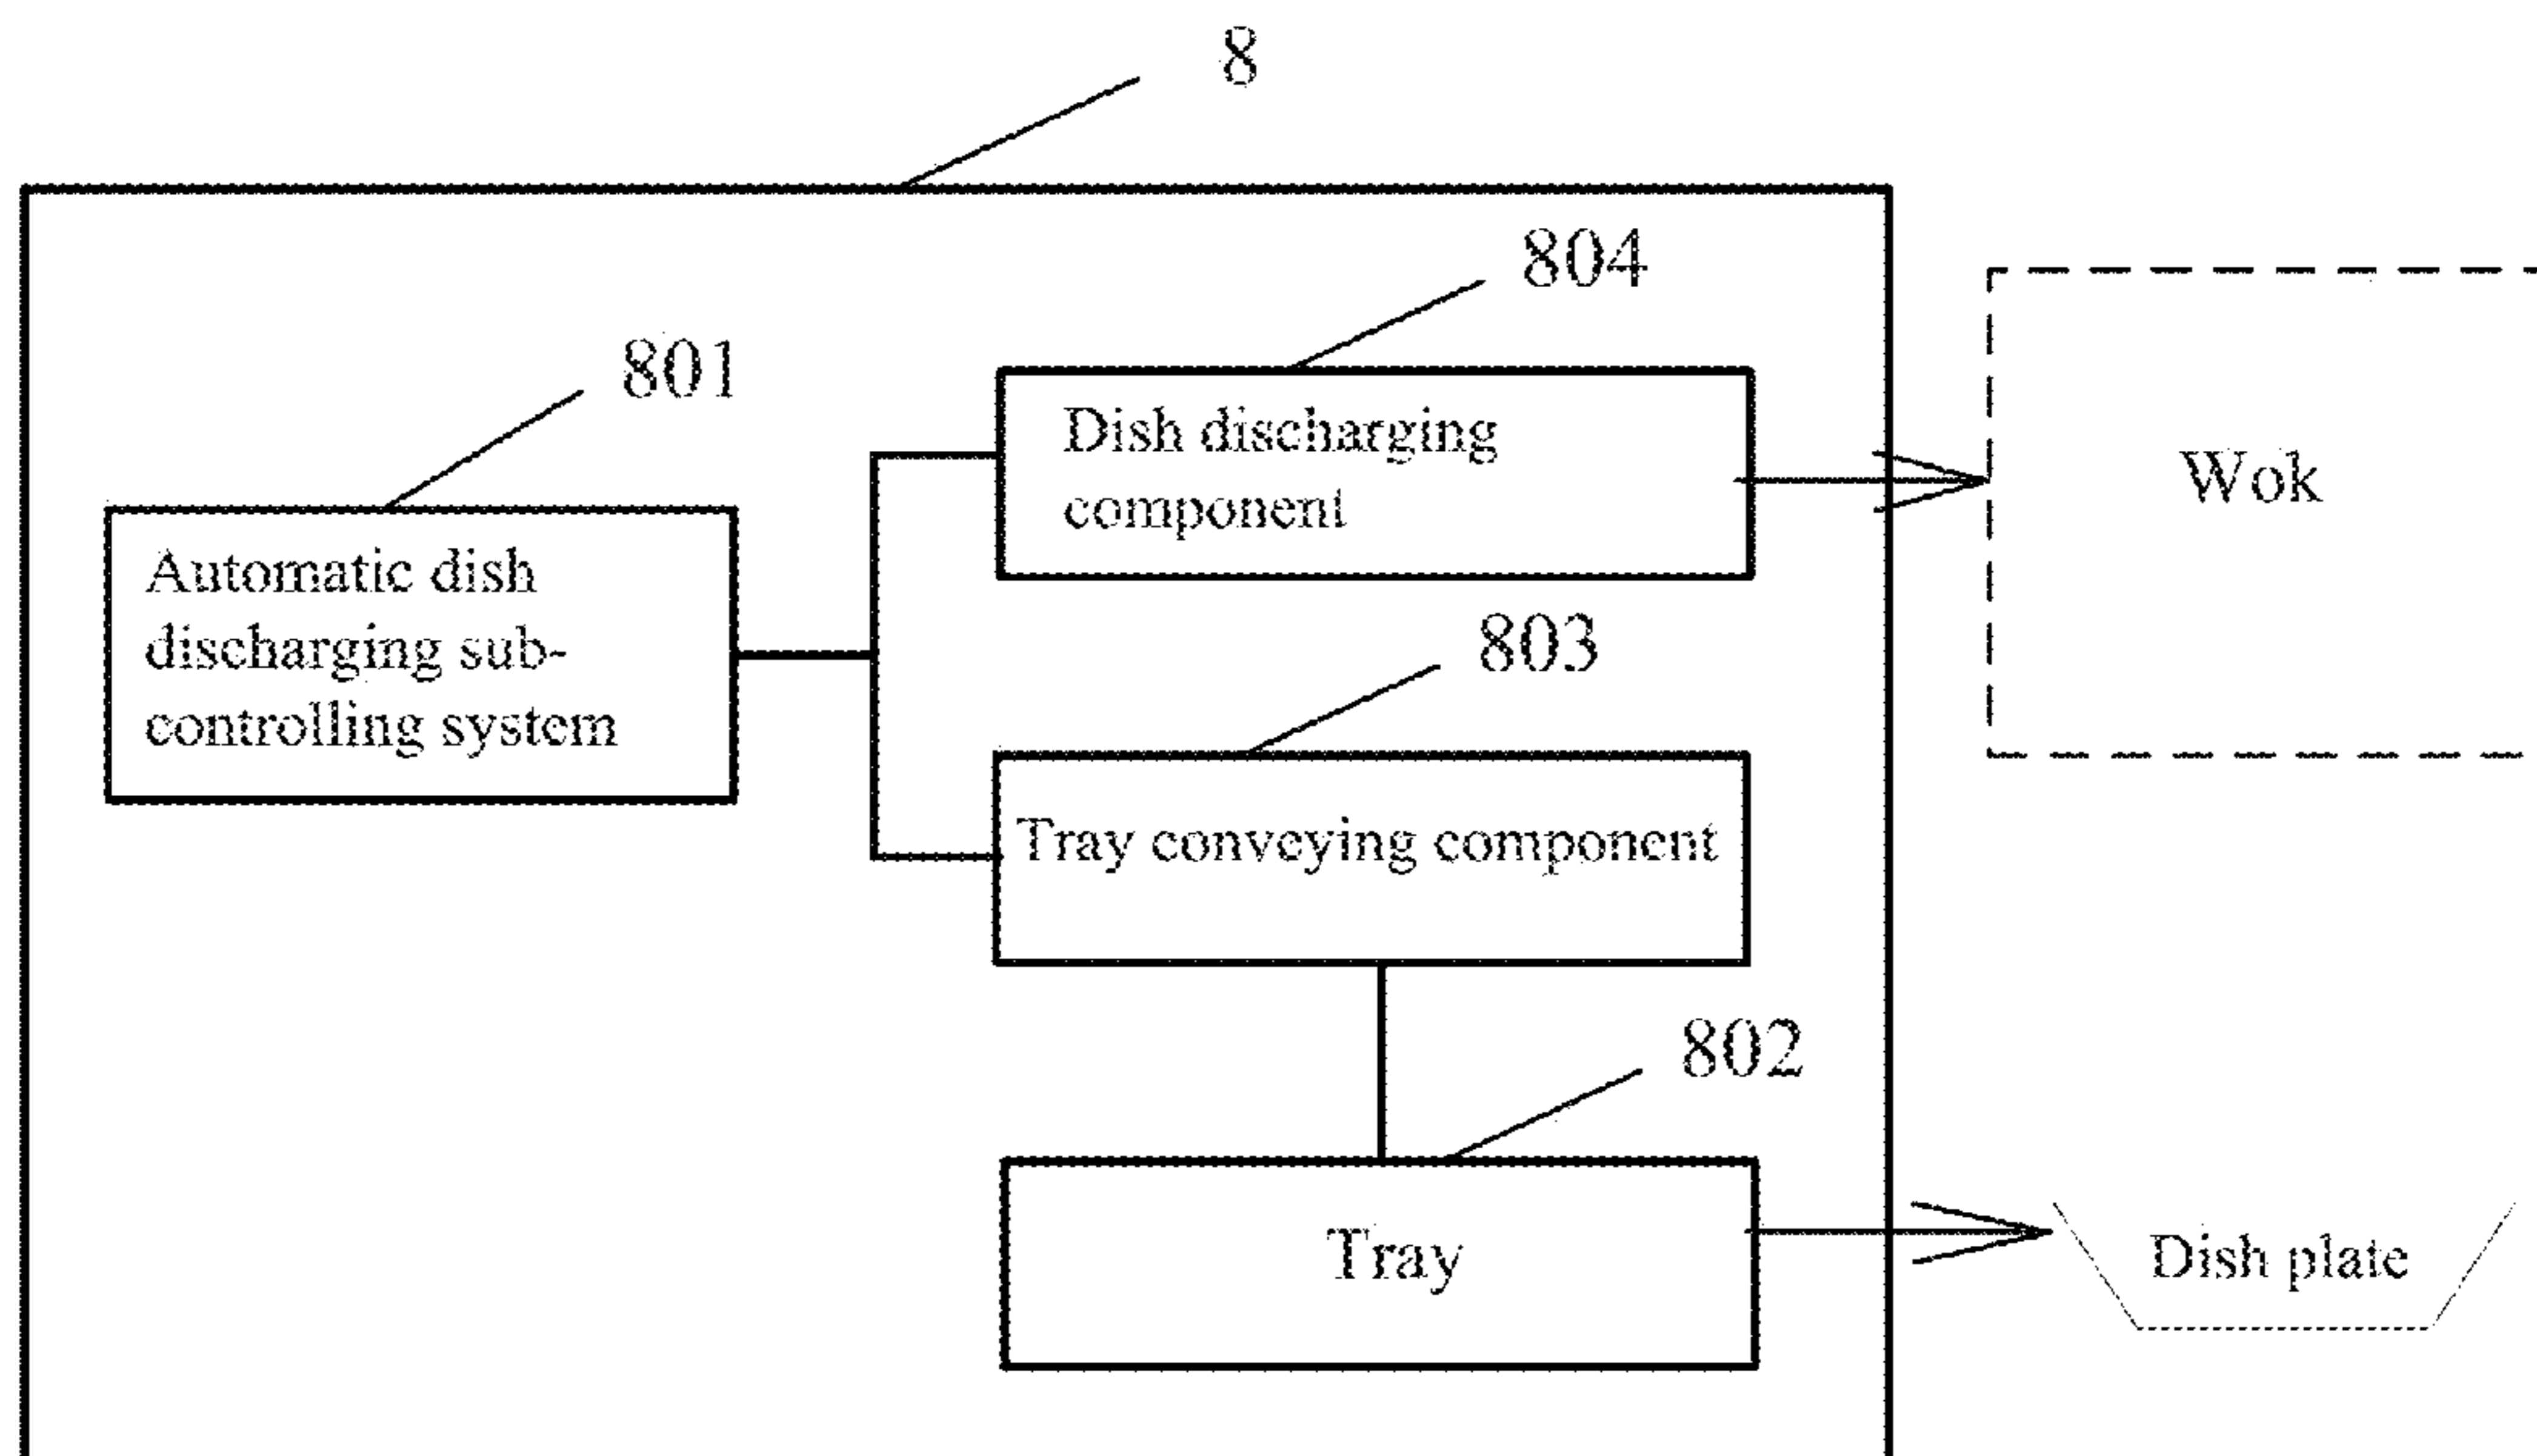 8
804
801
Dish discharging
component
Wok
Automatic dish
discharging sub-
controlling system
803
Tray conveying component
802
Tray
Dish plate